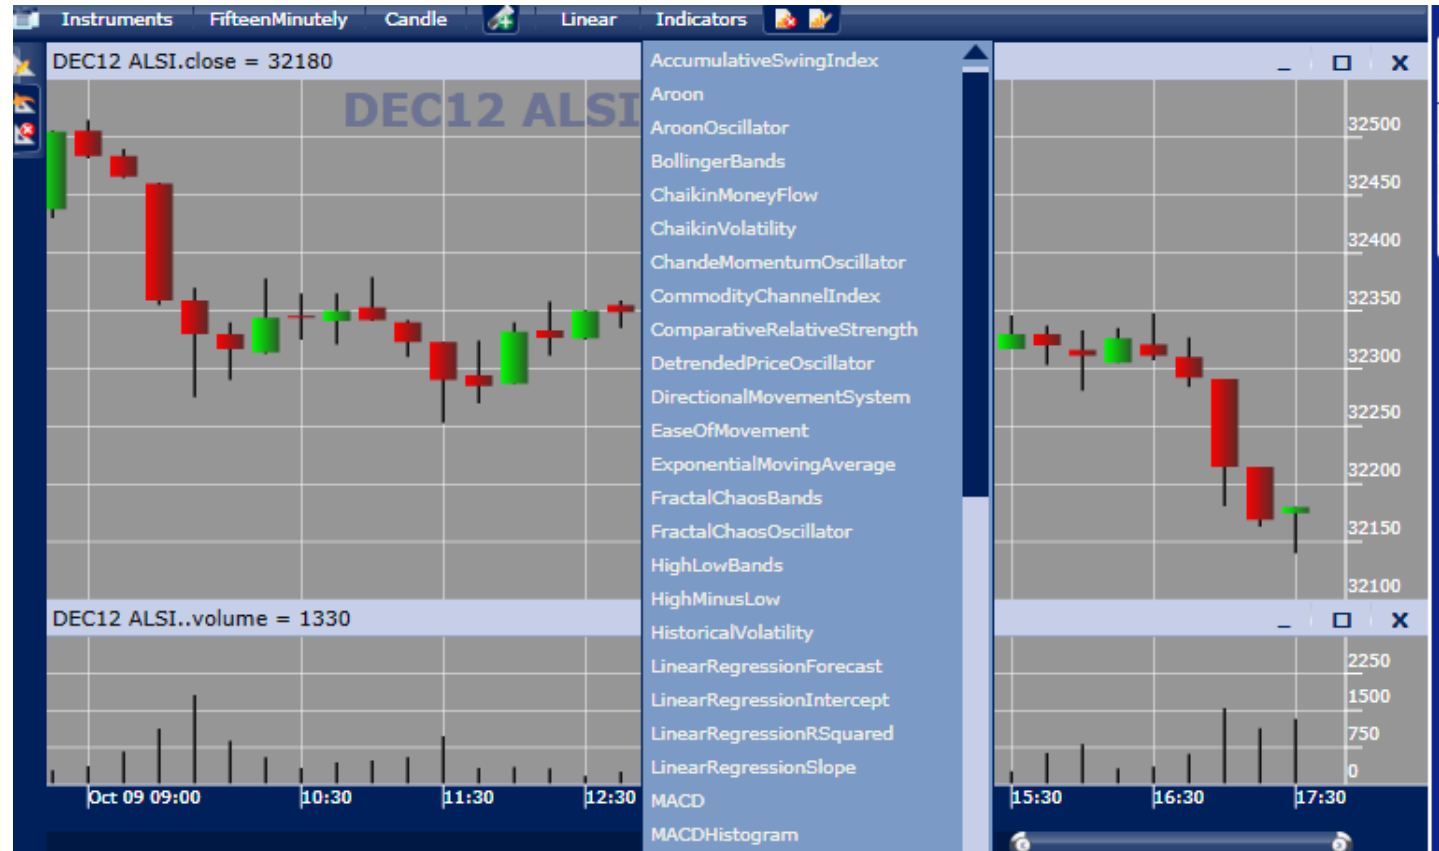 Instruments FifteenMinutely Candle Linear Indicators
DEC12 ALSI.close = 32180
_ X
DEC12 ALSI
32500
32450
32400
32350
32300
32250
32200
32150
32100
AccumulativeSwingIndex
Aroon
AroonOscillator
BollingerBands
ChaikinMoneyFlow
ChaikinVolatility
ChandeMomentumOscillator
CommodityChannelIndex
ComparativeRelativeStrength
DetrendedPriceOscillator
DirectionalMovementSystem
EaseOfMovement
ExponentialMovingAverage
FractalChaosBands
FractalChaosOscillator
HighLowBands
HighMinusLow
HistoricalVolatility
LinearRegressionForecast
LinearRegressionIntercept
LinearRegressionRSquared
LinearRegressionSlope
MACD
MACDHistogram
DEC12 ALSI..volume = 1330
_ X
2250
1500
750
0
Oct 09 09:00 10:30 11:30 12:30 15:30 16:30 17:30